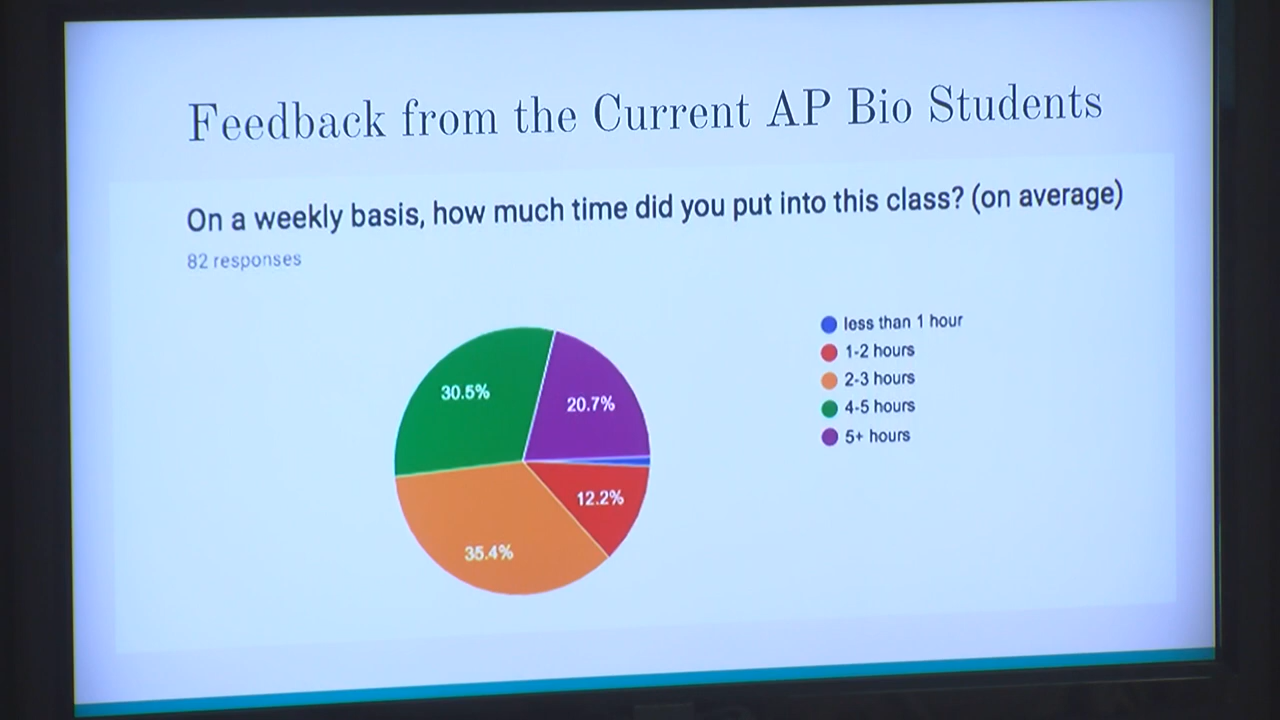 Feedback from the Current AP Bio Students
On a weekly basis, how much time did you put into this class? (on average)
82 responses
less than 1 hour
1-2 hours
2-3 hours
4-5 hours
5+ hours
30.5%
20.7%
12.2%
35.4%